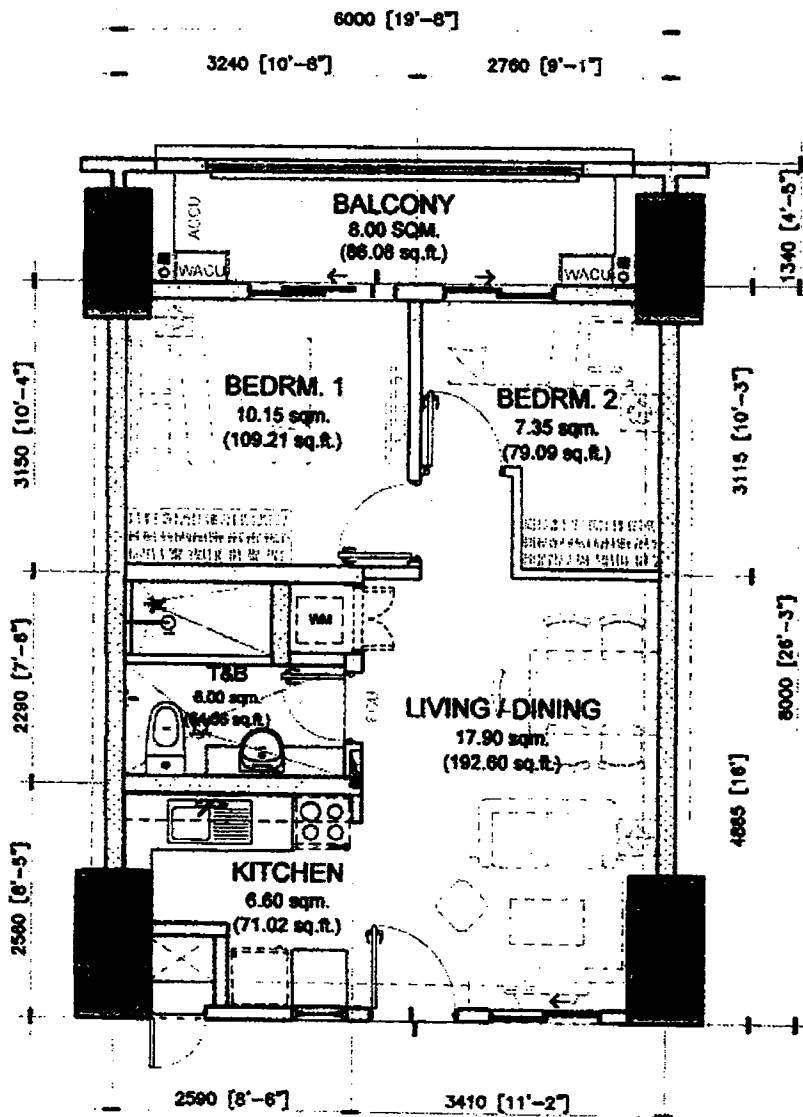 6000 [19'-8"]
3240 [10'-8"]
2760 [9'-1"]
BALCONY
8.00 SQM.
(86.08 sq.ft.)
ACCU
WACU
WACU
1340 [4'-5"]
BEDRM. 1
10.15 sqm.
(109.21 sq.ft.)
BEDRM. 2
7.35 sqm.
(79.09 sq.ft.)
3150 [10'-4"]
3115 [10'-3"]
WM
T&B
6.00 sqm.
2290 [7'-6"]
LIVING / DINING
17.90 sqm.
(192.60 sq.ft.)
8000 [26'-3"]
4885 [16']
KITCHEN
6.60 sqm.
(71.02 sq.ft.)
2560 [8'-5"]
2590 [8'-6"]
3410 [11'-2"]